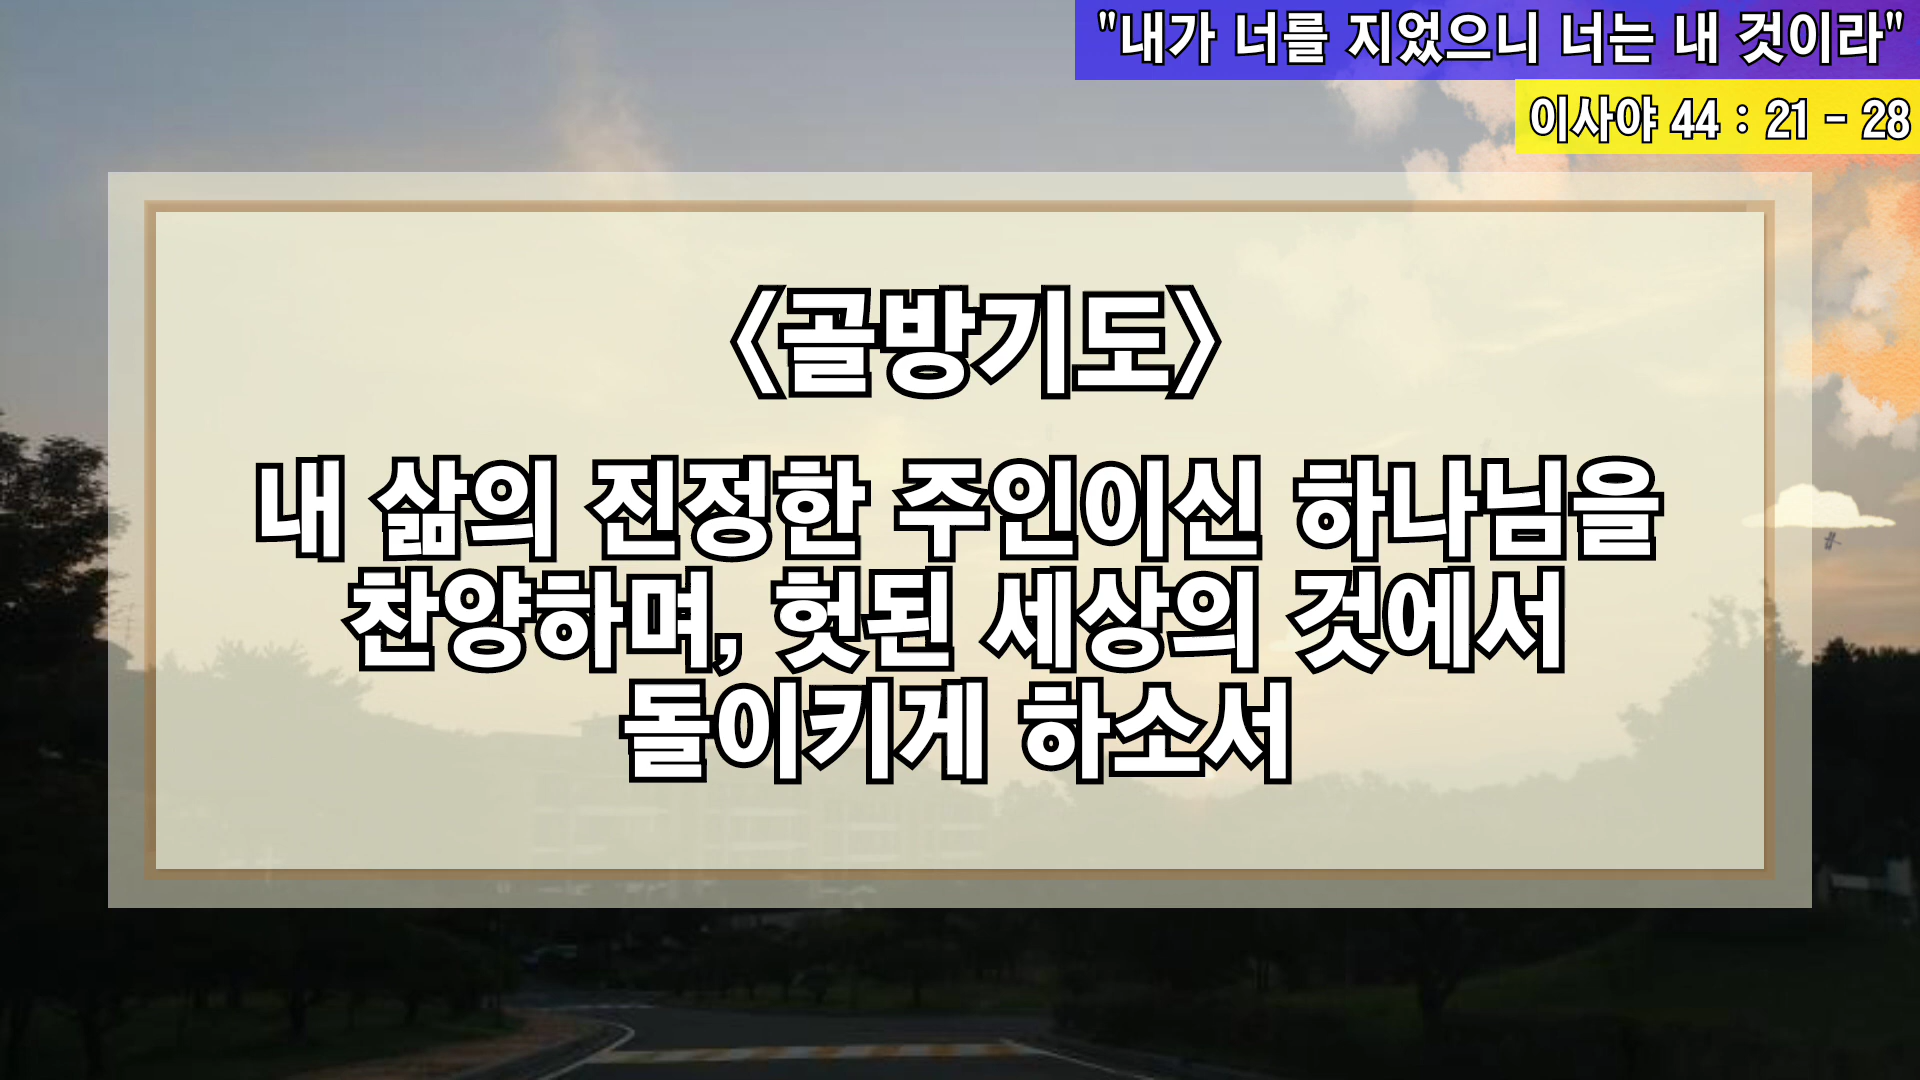 "내가 너를 지었으니 너는 내 것이라"
이사야 44 : 21 - 28
〈골방기도〉
내 삶의 진정한 주인이신 하나님을
찬양하며, 헛된 세상의 것에서
돌이키게 하소서